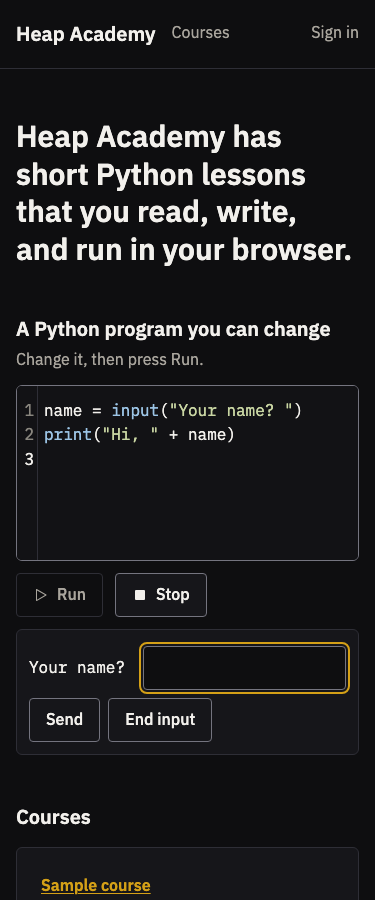 Heap Academy Courses Sign in
Heap Academy has
short Python lessons
that you read, write,
and run in your browser.
A Python program you can change
Change it, then press Run.
1 name = input("Your name? ")
2 print("Hi, " + name)
3
Run Stop
Your name?
Send End input
Courses
Sample course